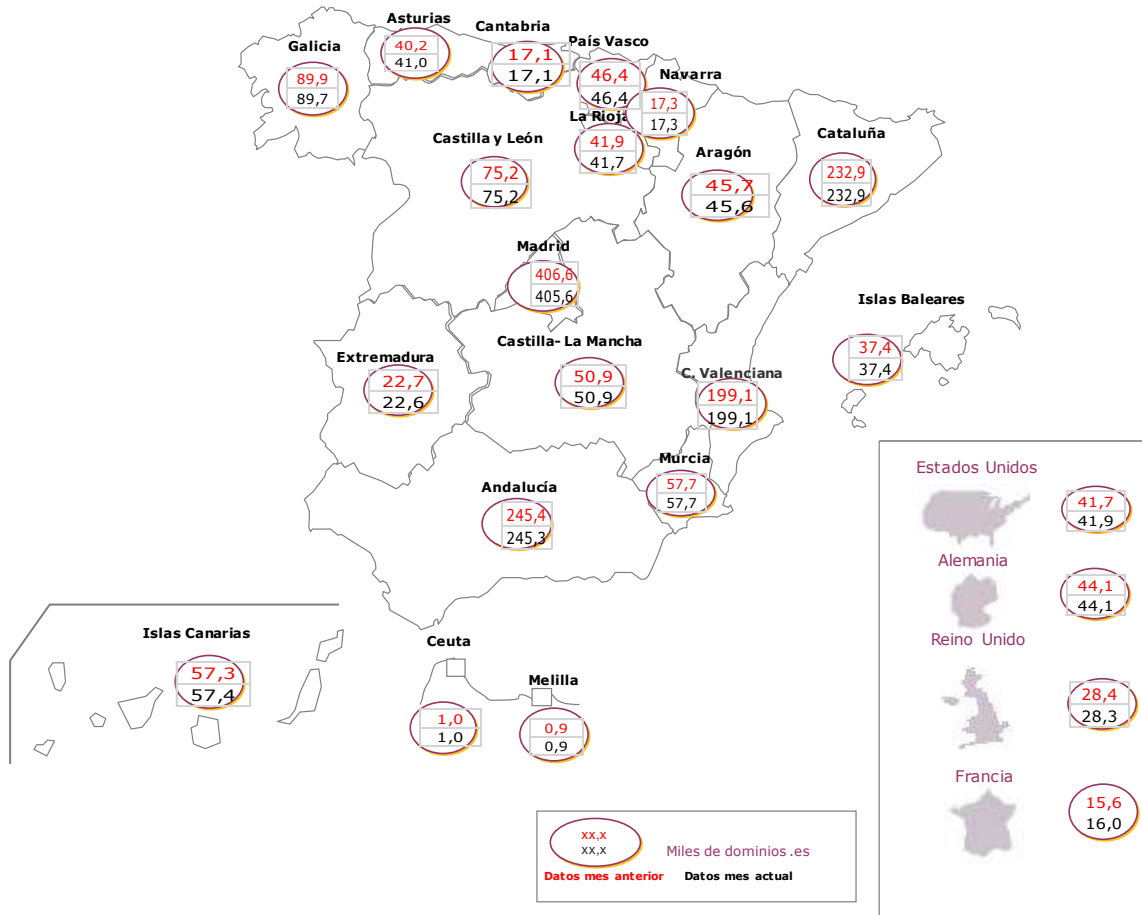 Asturias
40,2
41,0
Cantabria
17,1
17,1
País Vasco
46,4
46,4
Galicia
89,9
89,7
Navarra
17,3
17,3
La Rioja
41,9
41,7
Castilla y León
75,2
75,2
Aragón
45,7
45,6
Cataluña
232,9
232,9
Madrid
406,6
405,6
Islas Baleares
37,4
37,4
Extremadura
22,7
22,6
Castilla- La Mancha
50,9
50,9
C. Valenciana
199,1
199,1
Murcia
57,7
57,7
Andalucía
245,4
245,3
Islas Canarias
57,3
57,4
Ceuta
1,0
1,0
Melilla
0,9
0,9
Estados Unidos
41,7
41,9
Alemania
44,1
44,1
Reino Unido
28,4
28,3
Francia
15,6
16,0
xx,x
xx,x
Miles de dominios .es
Datos mes anterior Datos mes actual